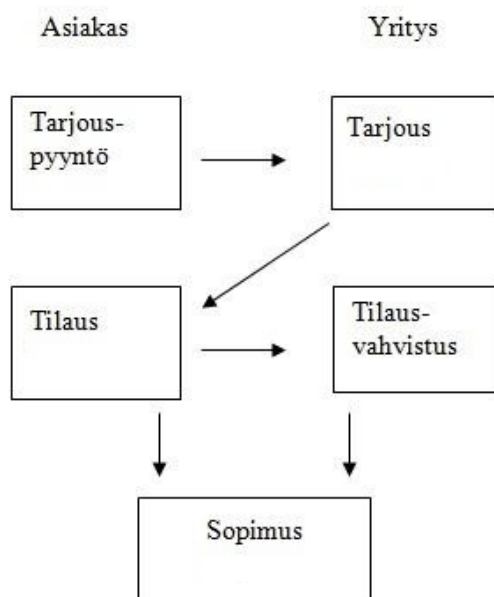 Asiakas
Yritys
Tarjous-
pyyntö
Tarjous
Tilaus
Tilaus-
vahvistus
Sopimus